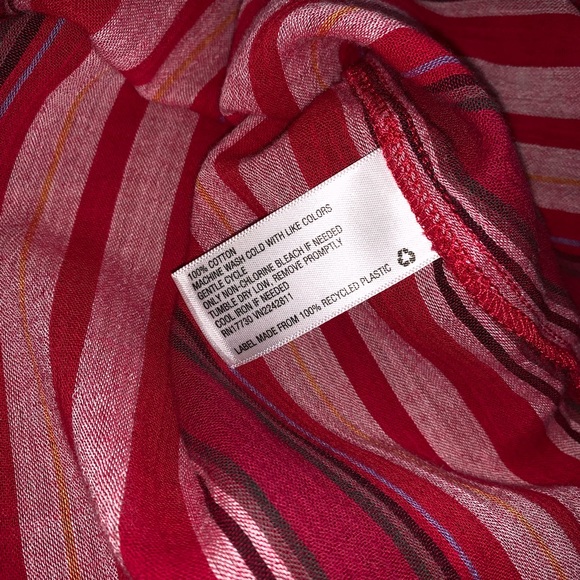 100% COTTON
MACHINE WASH COLD WITH LIKE COLORS
GENTLE CYCLE
ONLY NON-CHLORINE BLEACH IF NEEDED
TUMBLE DRY LOW, REMOVE PROMPTLY
COOL IRON IF NEEDED
RN17730 VN2242611
LABEL MADE FROM 100% RECYCLED PLASTIC